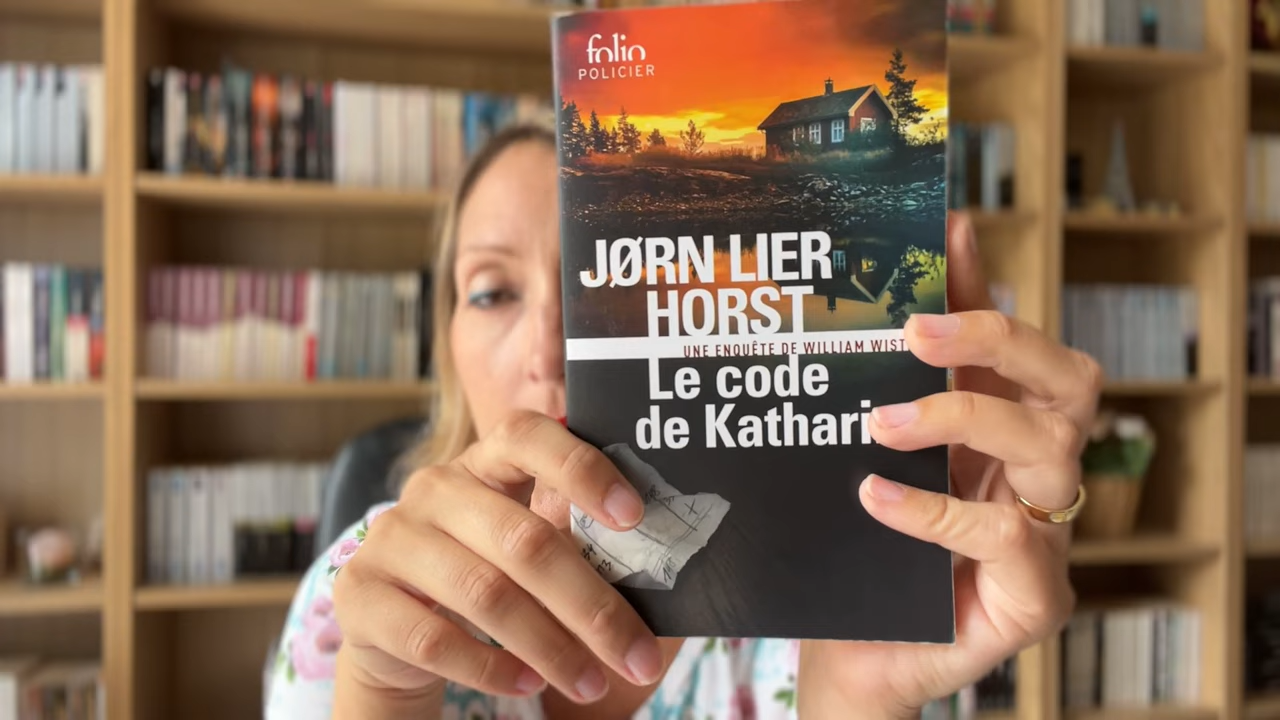 folio
POLICIER
JØRN LIER
HORST
UNE ENQUÊTE DE WILLIAM WIST
Le code
de Kathari